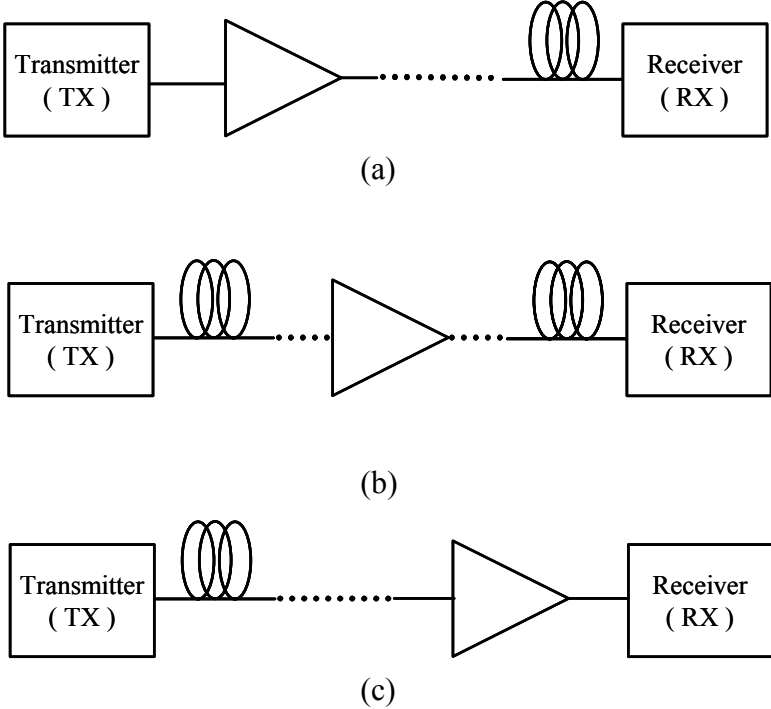 Transmitter
( TX )
Receiver
( RX )
(a)
Transmitter
( TX )
Receiver
( RX )
(b)
Transmitter
( TX )
Receiver
( RX )
(c)